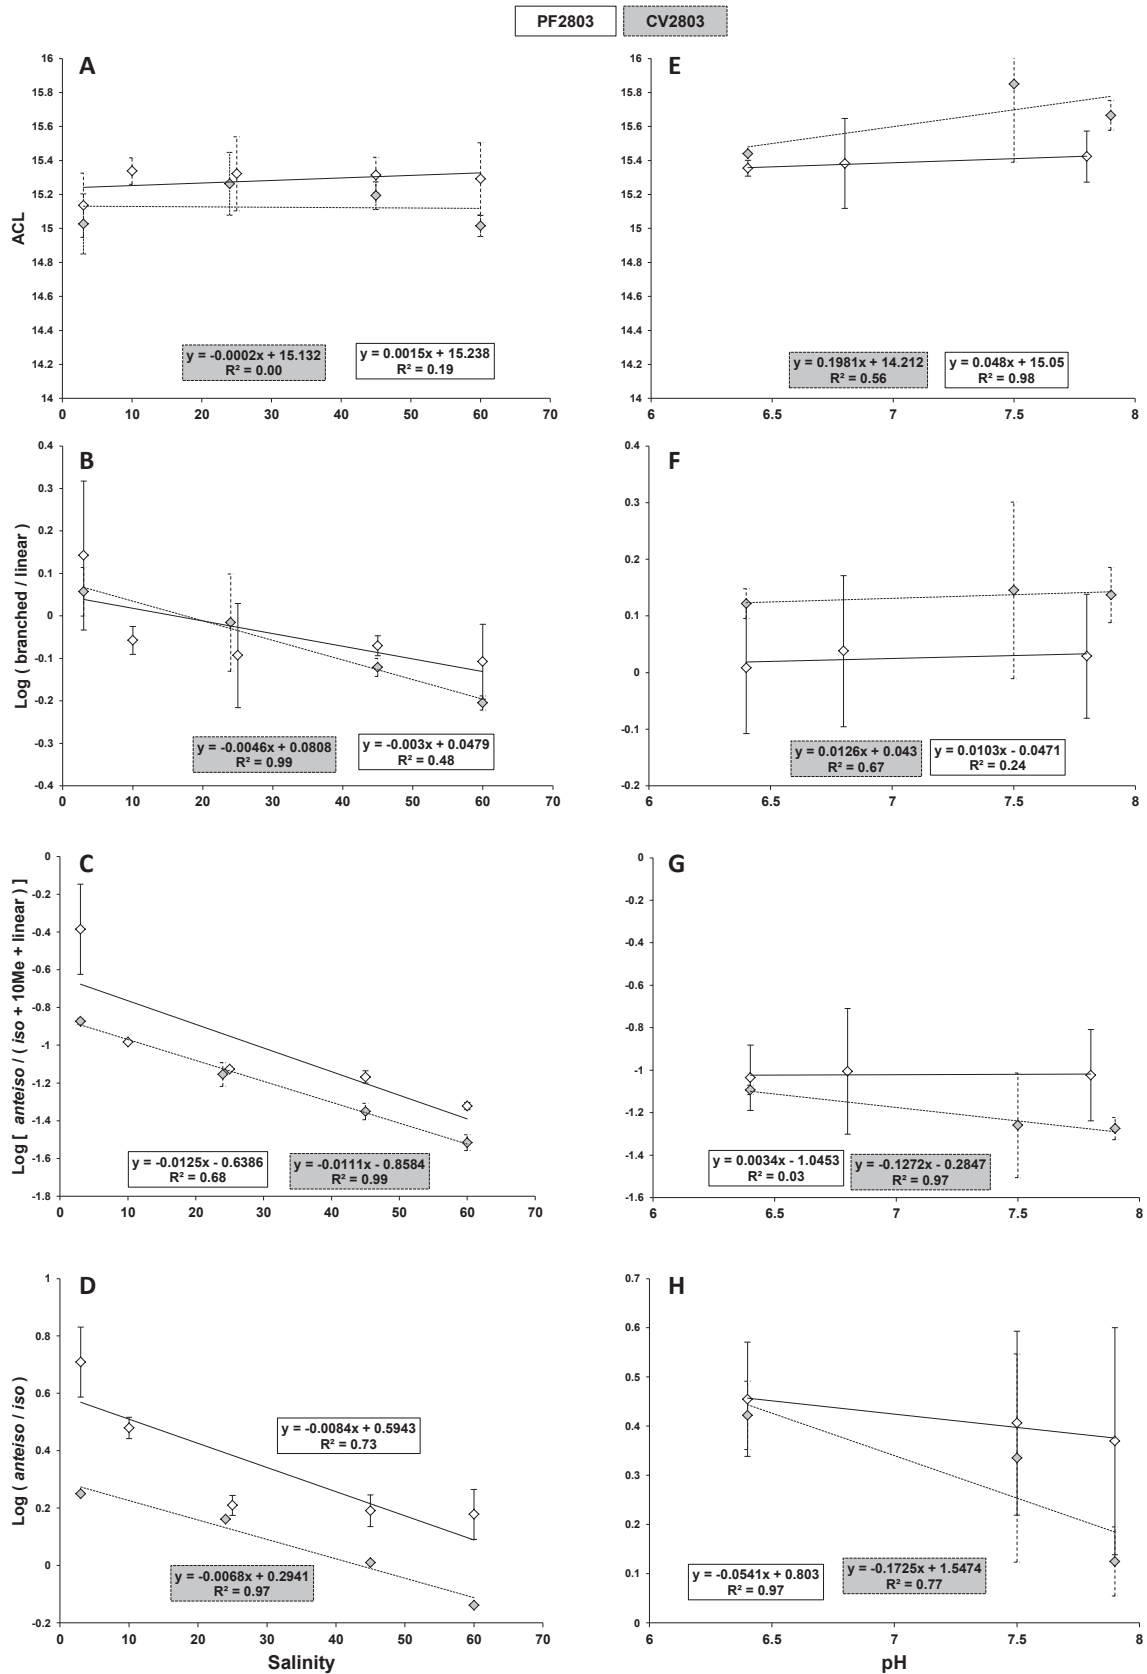 PF2803 CV2803
A
16
15.8
15.6
15.4
15.2
15
14.8
14.6
14.4
14.2
14
ACL
y = -0.0002x + 15.132
R² = 0.00
y = 0.0015x + 15.238
R² = 0.19
0 10 20 30 40 50 60 70
E
16
15.8
15.6
15.4
15.2
15
14.8
14.6
14.4
14.2
14
y = 0.1981x + 14.212
R² = 0.56
y = 0.048x + 15.05
R² = 0.98
6 6.5 7 7.5 8
B
0.4
0.3
0.2
0.1
0
-0.1
-0.2
-0.3
-0.4
Log ( branched / linear )
y = -0.0046x + 0.0808
R² = 0.99
y = -0.003x + 0.0479
R² = 0.48
0 10 20 30 40 50 60 70
F
0.4
0.3
0.2
0.1
0
-0.1
-0.2
y = 0.0126x + 0.043
R² = 0.67
y = 0.0103x - 0.0471
R² = 0.24
6 6.5 7 7.5 8
C
0
-0.2
-0.4
-0.6
-0.8
-1
-1.2
-1.4
-1.6
-1.8
Log [ anteiso / ( iso + 10Me + linear ) ]
y = -0.0125x - 0.6386
R² = 0.68
y = -0.0111x - 0.8584
R² = 0.99
0 10 20 30 40 50 60 70
G
0
-0.2
-0.4
-0.6
-0.8
-1
-1.2
-1.4
-1.6
y = 0.0034x - 1.0453
R² = 0.03
y = -0.1272x - 0.2847
R² = 0.97
6 6.5 7 7.5 8
D
1
0.8
0.6
0.4
0.2
0
-0.2
Log ( anteiso / iso)
y = -0.0084x + 0.5943
R² = 0.73
y = -0.0068x + 0.2941
R² = 0.97
0 10 20 30 40 50 60 70
Salinity
H
0.7
0.6
0.5
0.4
0.3
0.2
0.1
0
y = -0.0541x + 0.803
R² = 0.97
y = -0.1725x + 1.5474
R² = 0.77
6 6.5 7 7.5 8
pH